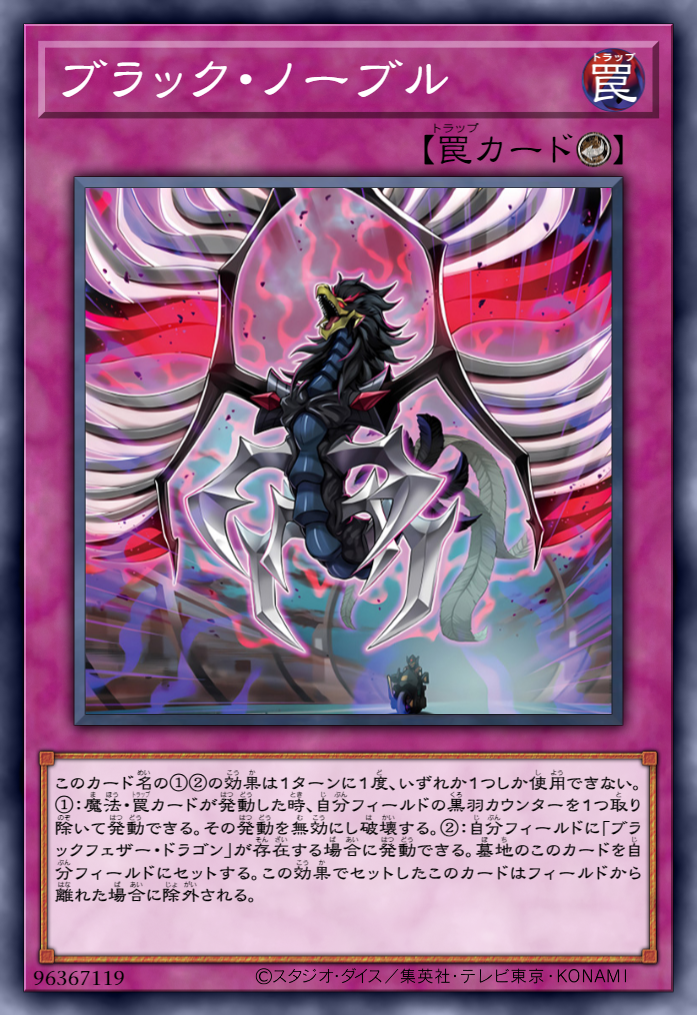 ブラック・ノーブル
トラップ
罠
トラップ
【罠カード】
このカード名の①②の効果は1ターンに1度、いずれか1つしか使用できない。
①：魔法・罠カードが発動した時、自分フィールドの黒羽カウンターを1つ取り
除いて発動できる。その発動を無効にし破壊する。②：自分フィールドに「ブラ
ックフェザー・ドラゴン」が存在する場合に発動できる。墓地のこのカードを自
分フィールドにセットする。この効果でセットしたこのカードはフィールドから
離れた場合に除外される。
96367119
©スタジオ・ダイス／集英社・テレビ東京・KONAMI